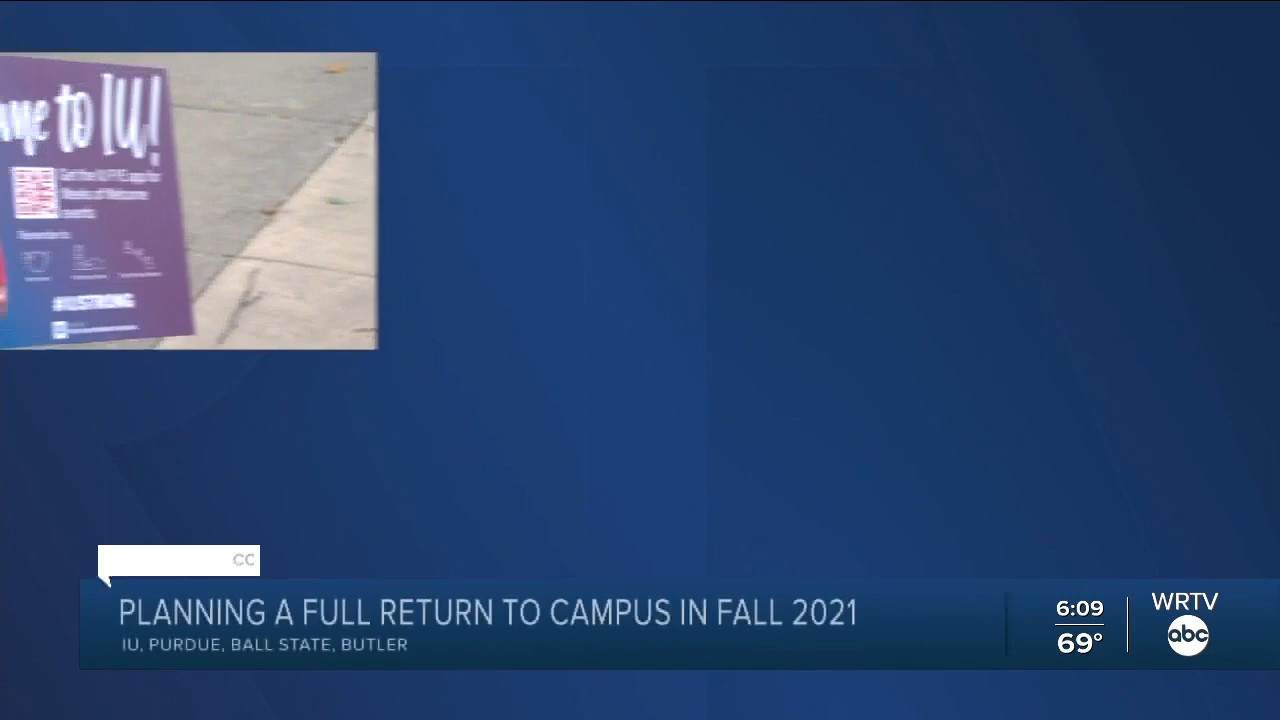 to IU!
#IUSTRONG
CC
PLANNING A FULL RETURN TO CAMPUS IN FALL 2021
IU, PURDUE, BALL STATE, BUTLER
6:09
69°
WRTV
abc